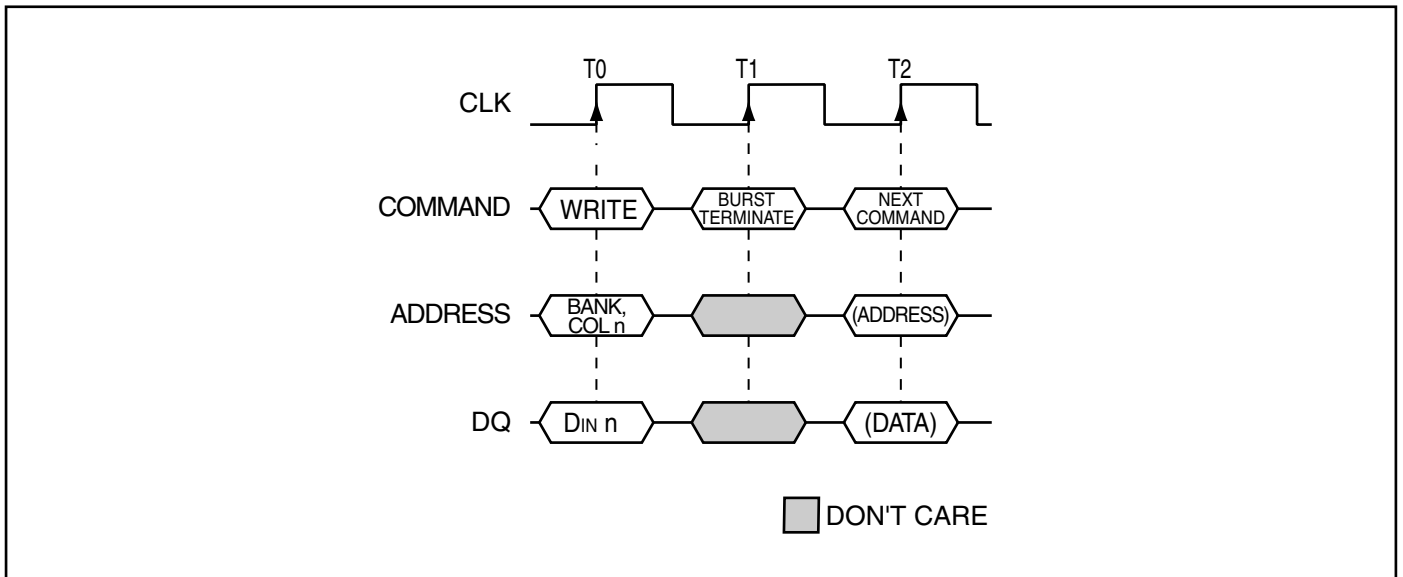 T0 T1 T2
CLK
COMMAND WRITE BURST TERMINATE NEXT COMMAND
ADDRESS BANK, COL n (ADDRESS)
DQ DIN n (DATA)
DON'T CARE